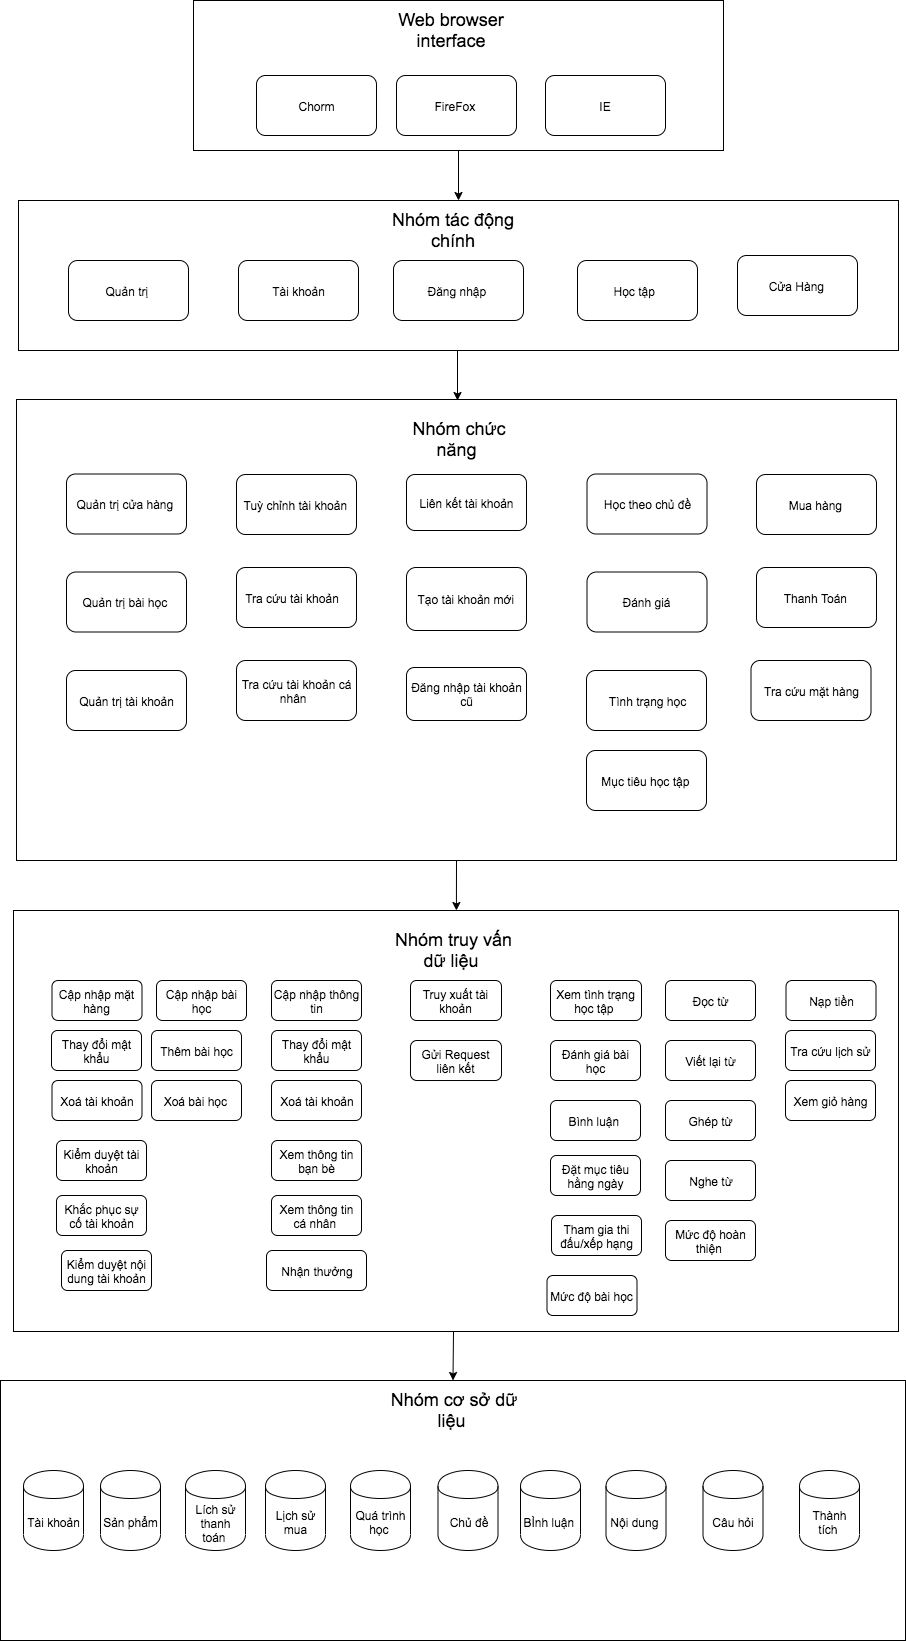 Web browser
interface
Chorm
FireFox
IE
Nhóm tác động
chính
Quản trị
Tài khoản
Đăng nhập
Học tập
Cửa Hàng
Nhóm chức
năng
Quản trị cửa hàng
Tuỳ chỉnh tài khoản
Liên kết tài khoản
Học theo chủ đề
Mua hàng
Quản trị bài học
Tra cứu tài khoản
Tạo tài khoản mới
Đánh giá
Thanh Toán
Quản trị tài khoản
Tra cứu tài khoản cá
nhân
Đăng nhập tài khoản
cũ
Tình trạng học
Tra cứu mặt hàng
Mục tiêu học tập
Nhóm truy vấn
dữ liệu
Cập nhập mặt
hàng
Cập nhập bài
học
Cập nhập thông
tin
Truy xuất tài
khoản
Xem tình trạng
học tập
Đọc từ
Nạp tiền
Thay đổi mật
khẩu
Thêm bài học
Thay đổi mật
khẩu
Gửi Request
liên kết
Đánh giá bài
học
Viết lại từ
Tra cứu lịch sử
Xoá tài khoản
Xoá bài học
Xoá tài khoản
Bình luận
Ghép từ
Xem giỏ hàng
Kiểm duyệt tài
khoản
Xem thông tin
bạn bè
Đặt mục tiêu
hằng ngày
Nghe từ
Khắc phục sự
cố tài khoản
Xem thông tin
cá nhân
Tham gia thi
đấu/xếp hạng
Mức độ hoàn
thiện
Kiểm duyệt nội
dung tài khoản
Nhận thưởng
Mức độ bài học
Nhóm cơ sở dữ
liệu
Tài khoản
Sản phẩm
Lích sử
thanh
toán
Lịch sử
mua
Quá trình
học
Chủ đề
BÌnh luận
Nội dung
Câu hỏi
Thành
tích